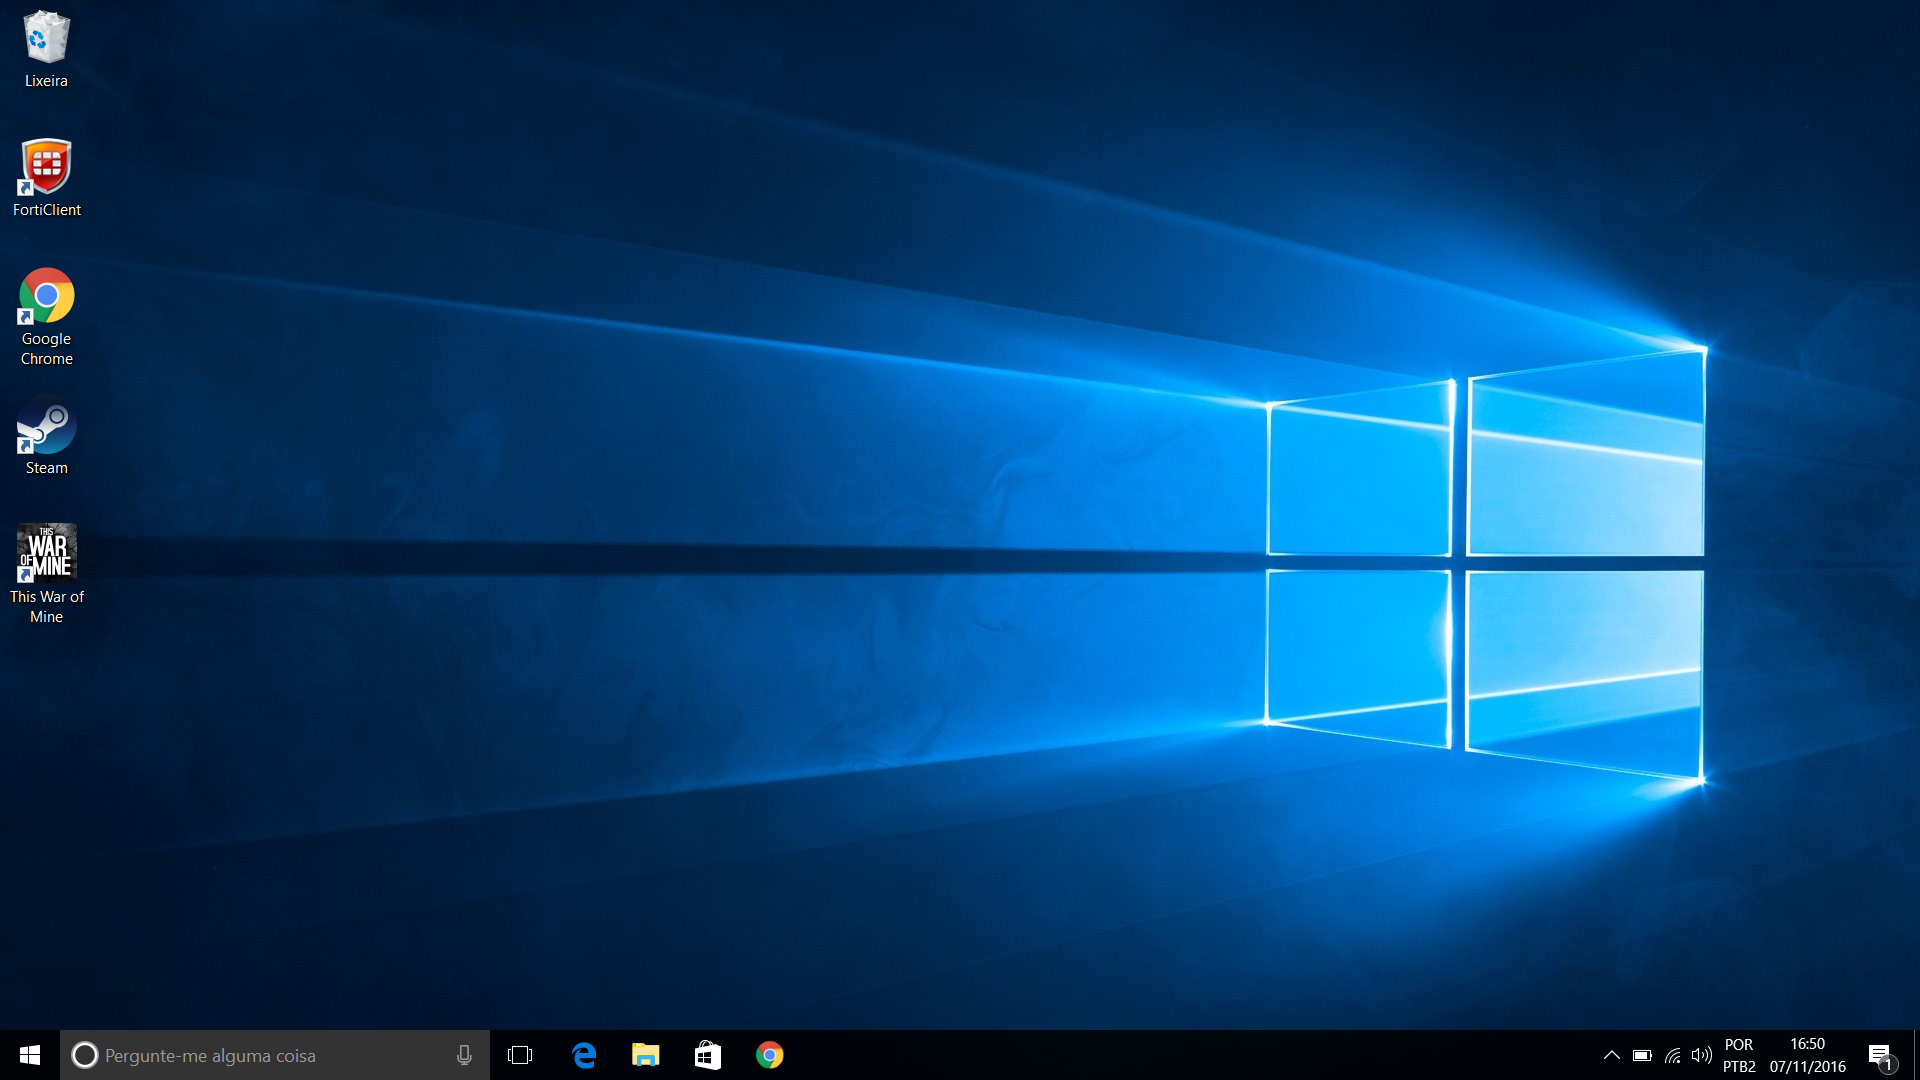 Lixeira
FortiClient
Google
Chrome
Steam
THIS
WAR
OF MINE
This War of
Mine
Pergunte-me alguma coisa
POR
PTB2
16:50
07/11/2016
1